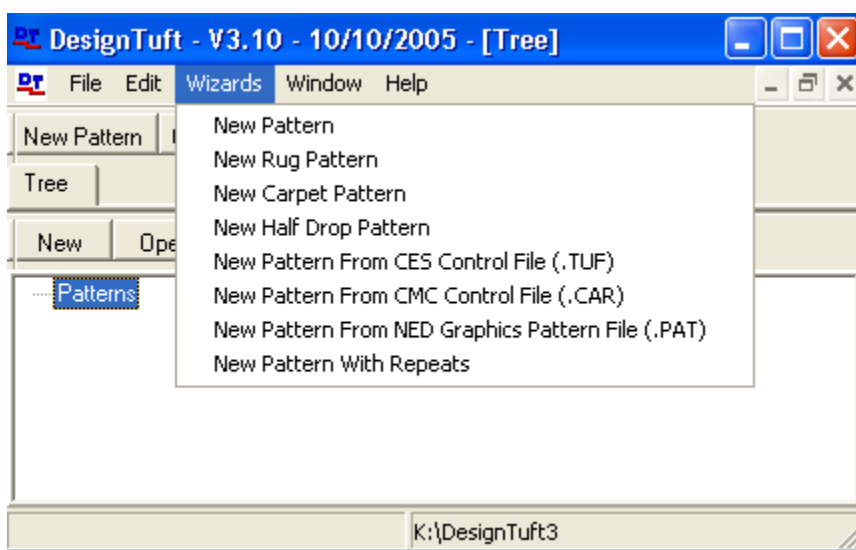 DesignTuft - V3.10 - 10/10/2005 - [Tree]
File Edit Wizards Window Help
New Pattern
New Pattern
New Rug Pattern
Tree
New Carpet Pattern
New Half Drop Pattern
New
New Pattern From CES Control File (.TUF)
Patterns
New Pattern From CMC Control File (.CAR)
New Pattern From NED Graphics Pattern File (.PAT)
New Pattern With Repeats
K:\DesignTuft3